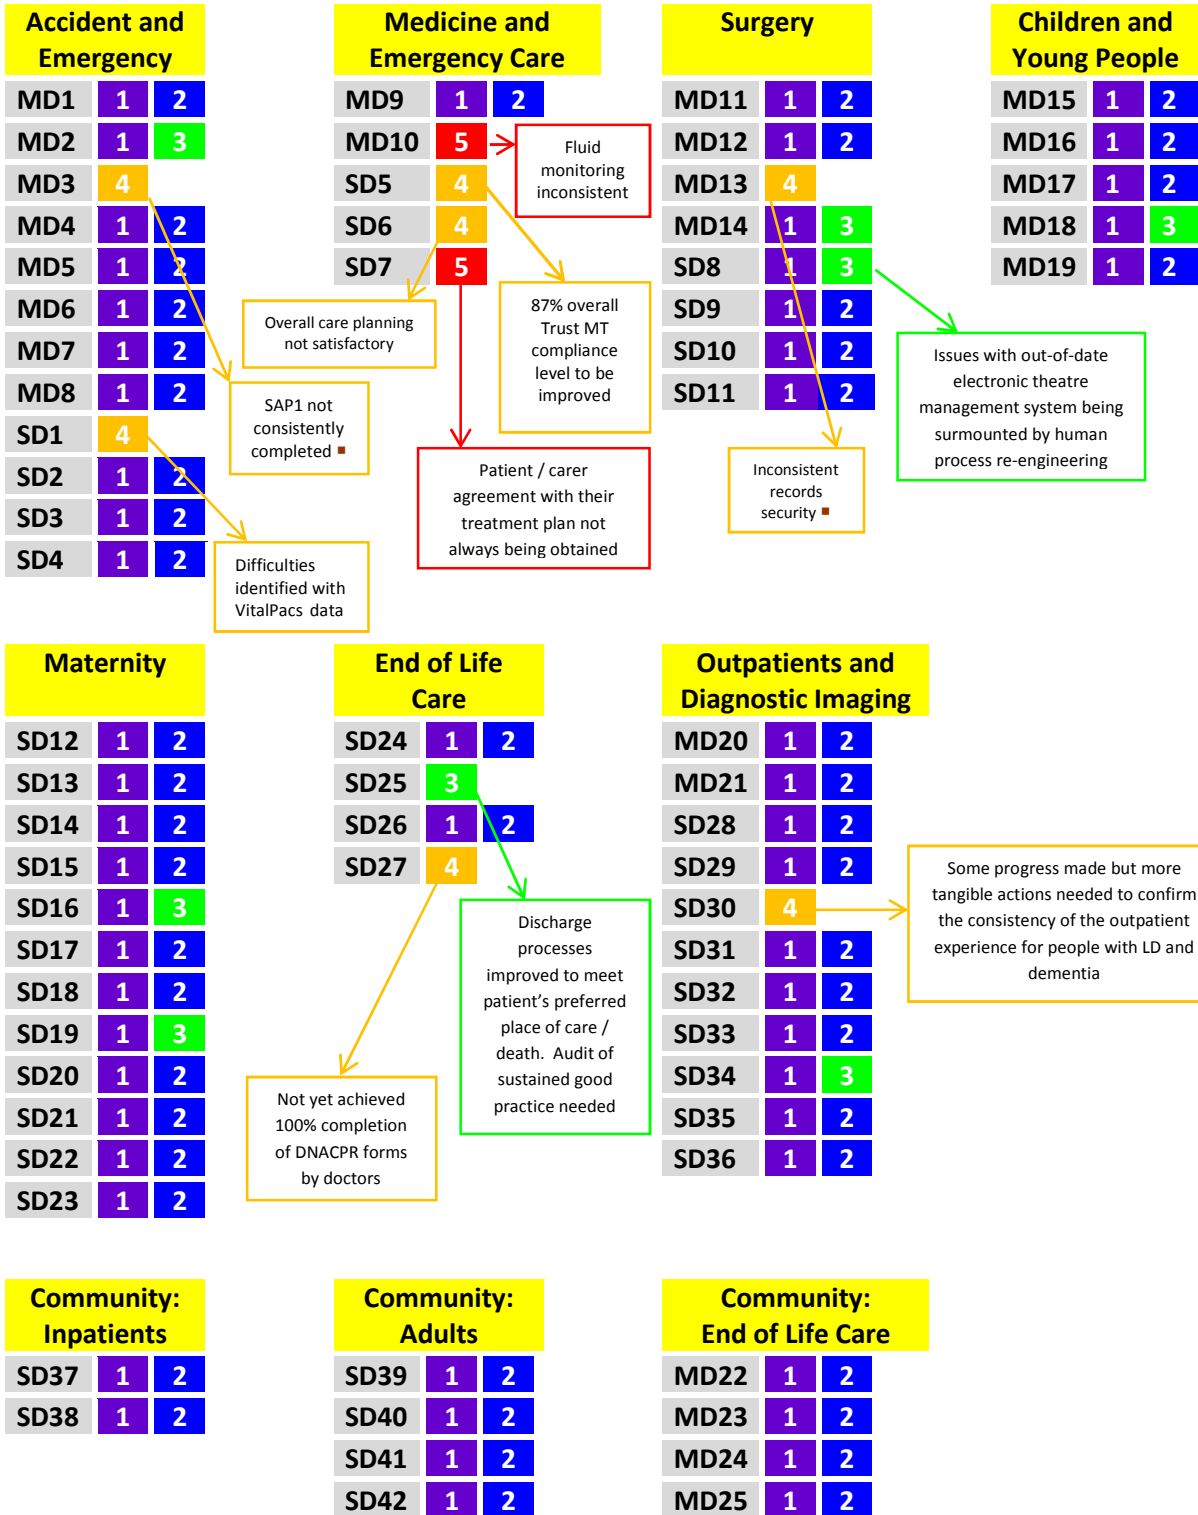 Accident and
Emergency
MD1 1 2
MD2 1 3
MD3 4
MD4 1 2
MD5 1 2
MD6 1 2
MD7 1 2
MD8 1 2
SD1 4
SD2 1 2
SD3 1 2
SD4 1 2
SAP1 not
consistently
completed ■
Difficulties
identified with
VitalPacs data
Medicine and
Emergency Care
MD9 1 2
MD10 5
SD5 4
SD6 4
SD7 5
Fluid
monitoring
inconsistent
Overall care planning
not satisfactory
87% overall
Trust MT
compliance
level to be
improved
Patient / carer
agreement with their
treatment plan not
always being obtained
Surgery
MD11 1 2
MD12 1 2
MD13 4
MD14 1 3
SD8 1 3
SD9 1 2
SD10 1 2
SD11 1 2
Inconsistent
records
security ■
Issues with out-of-date
electronic theatre
management system being
surmounted by human
process re-engineering
Children and
Young People
MD15 1 2
MD16 1 2
MD17 1 2
MD18 1 3
MD19 1 2
Maternity
SD12 1 2
SD13 1 2
SD14 1 2
SD15 1 2
SD16 1 3
SD17 1 2
SD18 1 2
SD19 1 3
SD20 1 2
SD21 1 2
SD22 1 2
SD23 1 2
End of Life
Care
SD24 1 2
SD25 3
SD26 1 2
SD27 4
Discharge
processes
improved to meet
patient's preferred
place of care /
death. Audit of
sustained good
practice needed
Not yet achieved
100% completion
of DNACPR forms
by doctors
Outpatients and
Diagnostic Imaging
MD20 1 2
MD21 1 2
SD28 1 2
SD29 1 2
SD30 4
SD31 1 2
SD32 1 2
SD33 1 2
SD34 1 3
SD35 1 2
SD36 1 2
Some progress made but more
tangible actions needed to confirm
the consistency of the outpatient
experience for people with LD and
dementia
Community:
Inpatients
SD37 1 2
SD38 1 2
Community:
Adults
SD39 1 2
SD40 1 2
SD41 1 2
SD42 1 2
Community:
End of Life Care
MD22 1 2
MD23 1 2
MD24 1 2
MD25 1 2